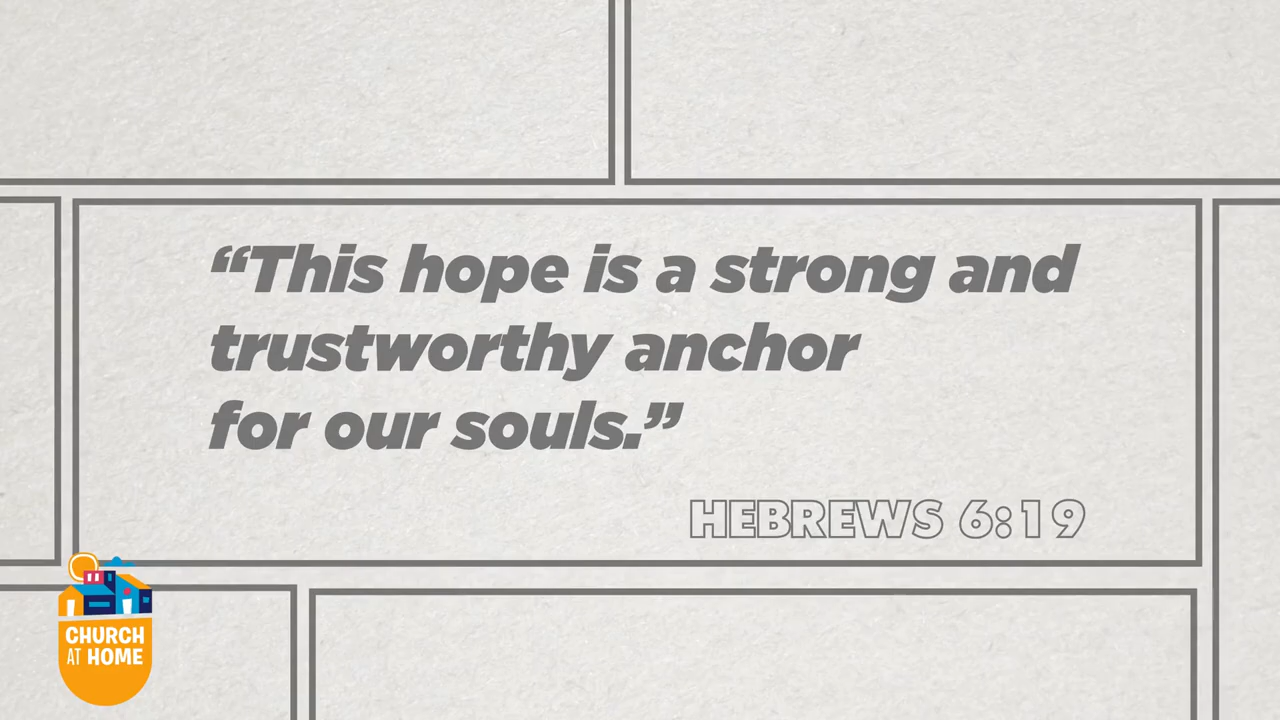 “This hope is a strong and
trustworthy anchor
for our souls.”
HEBREWS 6:19
CHURCH
AT HOME